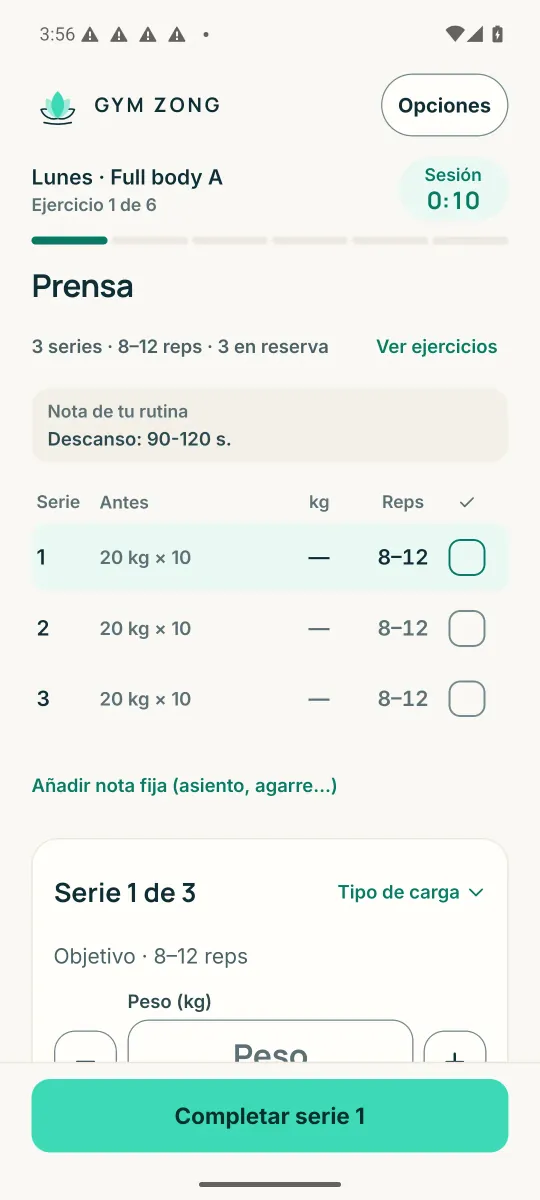 3:56
GYM ZONG
Opciones
Lunes · Full body A
Ejercicio 1 de 6
Sesión
0:10
Prensa
3 series · 8–12 reps · 3 en reserva
Ver ejercicios
Nota de tu rutina
Descanso: 90-120 s.
Serie Antes kg Reps ✓
1 20 kg × 10 — 8–12
2 20 kg × 10 — 8–12
3 20 kg × 10 — 8–12
Añadir nota fija (asiento, agarre...)
Serie 1 de 3
Tipo de carga
Objetivo · 8–12 reps
Peso (kg)
− Peso +
Completar serie 1